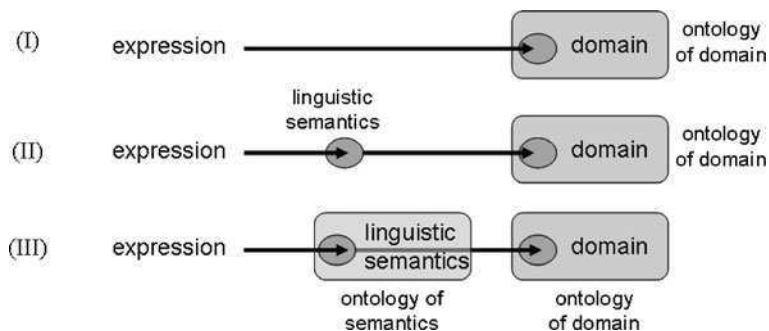 (I)
expression
domain
ontology
of domain
linguistic
semantics
(II)
expression
domain
ontology
of domain
(III)
expression
linguistic
semantics
domain
ontology of
semantics
ontology
of domain